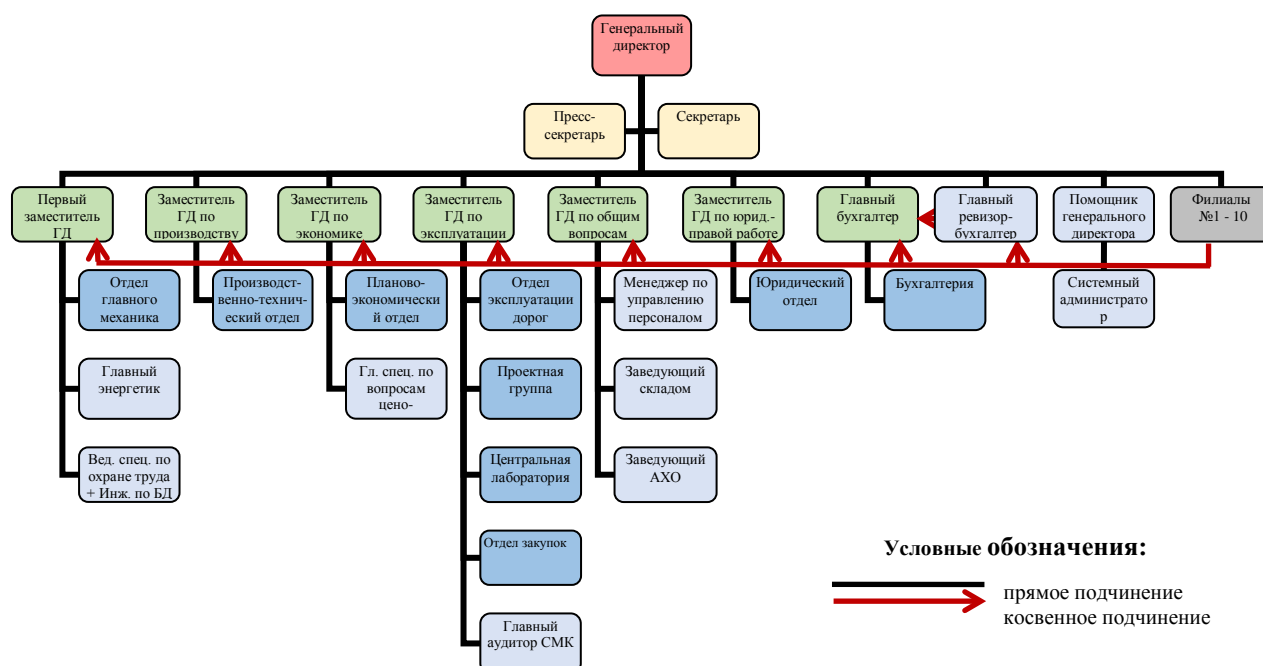 Генеральный
директор
Пресс-
секретарь
Секретарь
Первый
заместитель
ГД
Заместитель
ГД по
производству
Заместитель
ГД по
экономике
Заместитель
ГД по
эксплуатации
Заместитель
ГД по общим
вопросам
Заместитель
ГД по юрид.-
правой работе
Главный
бухгалтер
Главный
ревизор-
бухгалтер
Помощник
генерального
директора
Филиалы
№1 - 10
Отдел
главного
механика
Производст-
венно-технич-
еский отдел
Планово-
экономически
й отдел
Отдел
эксплуатации
дорог
Менеджер по
управлению
персоналом
Юридический
отдел
Бухгалтерия
Системный
администрато
р
Главный
энергетик
Гл. спец. по
вопросам
цено-
Проектная
группа
Заведующий
складом
Вед. спец. по
охране труда
+ Инж. по БД
Центральная
лаборатория
Заведующий
АХО
Отдел закупок
Главный
аудитор СМК
Условные обозначения:
прямое подчинение
косвенное подчинение